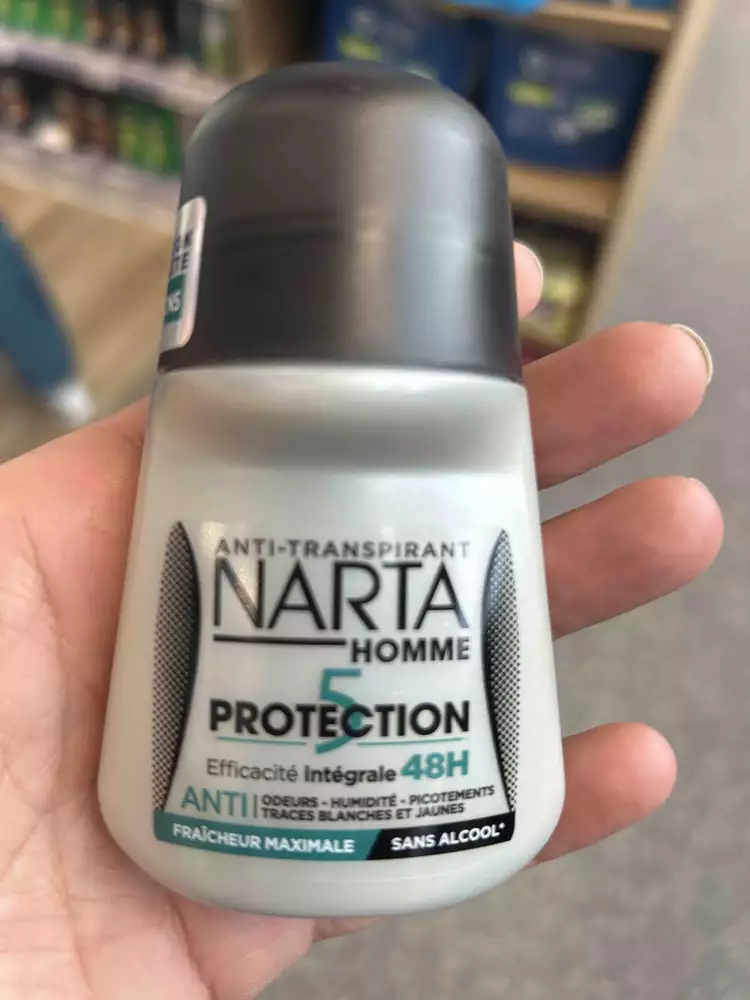 ANTI-TRANSPIRANT
NARTA
HOMME
5
PROTECTION
Efficacité Intégrale 48H
ANTI ODEURS - HUMIDITÉ - PICOTEMENTS
TRACES BLANCHES ET JAUNES
FRAÎCHEUR MAXIMALE SANS ALCOOL*